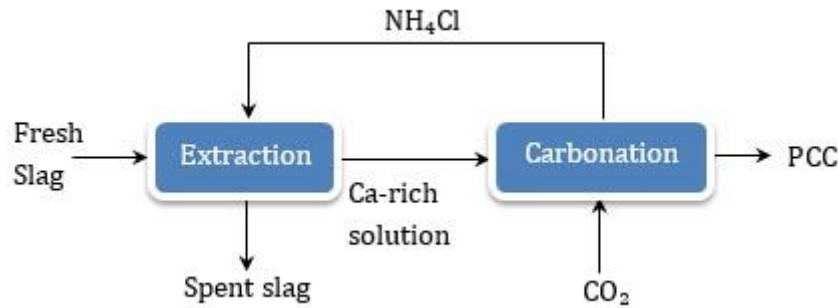 NH₄Cl
Fresh
Slag
Extraction
Carbonation
PCC
Ca-rich
solution
Spent slag
CO₂